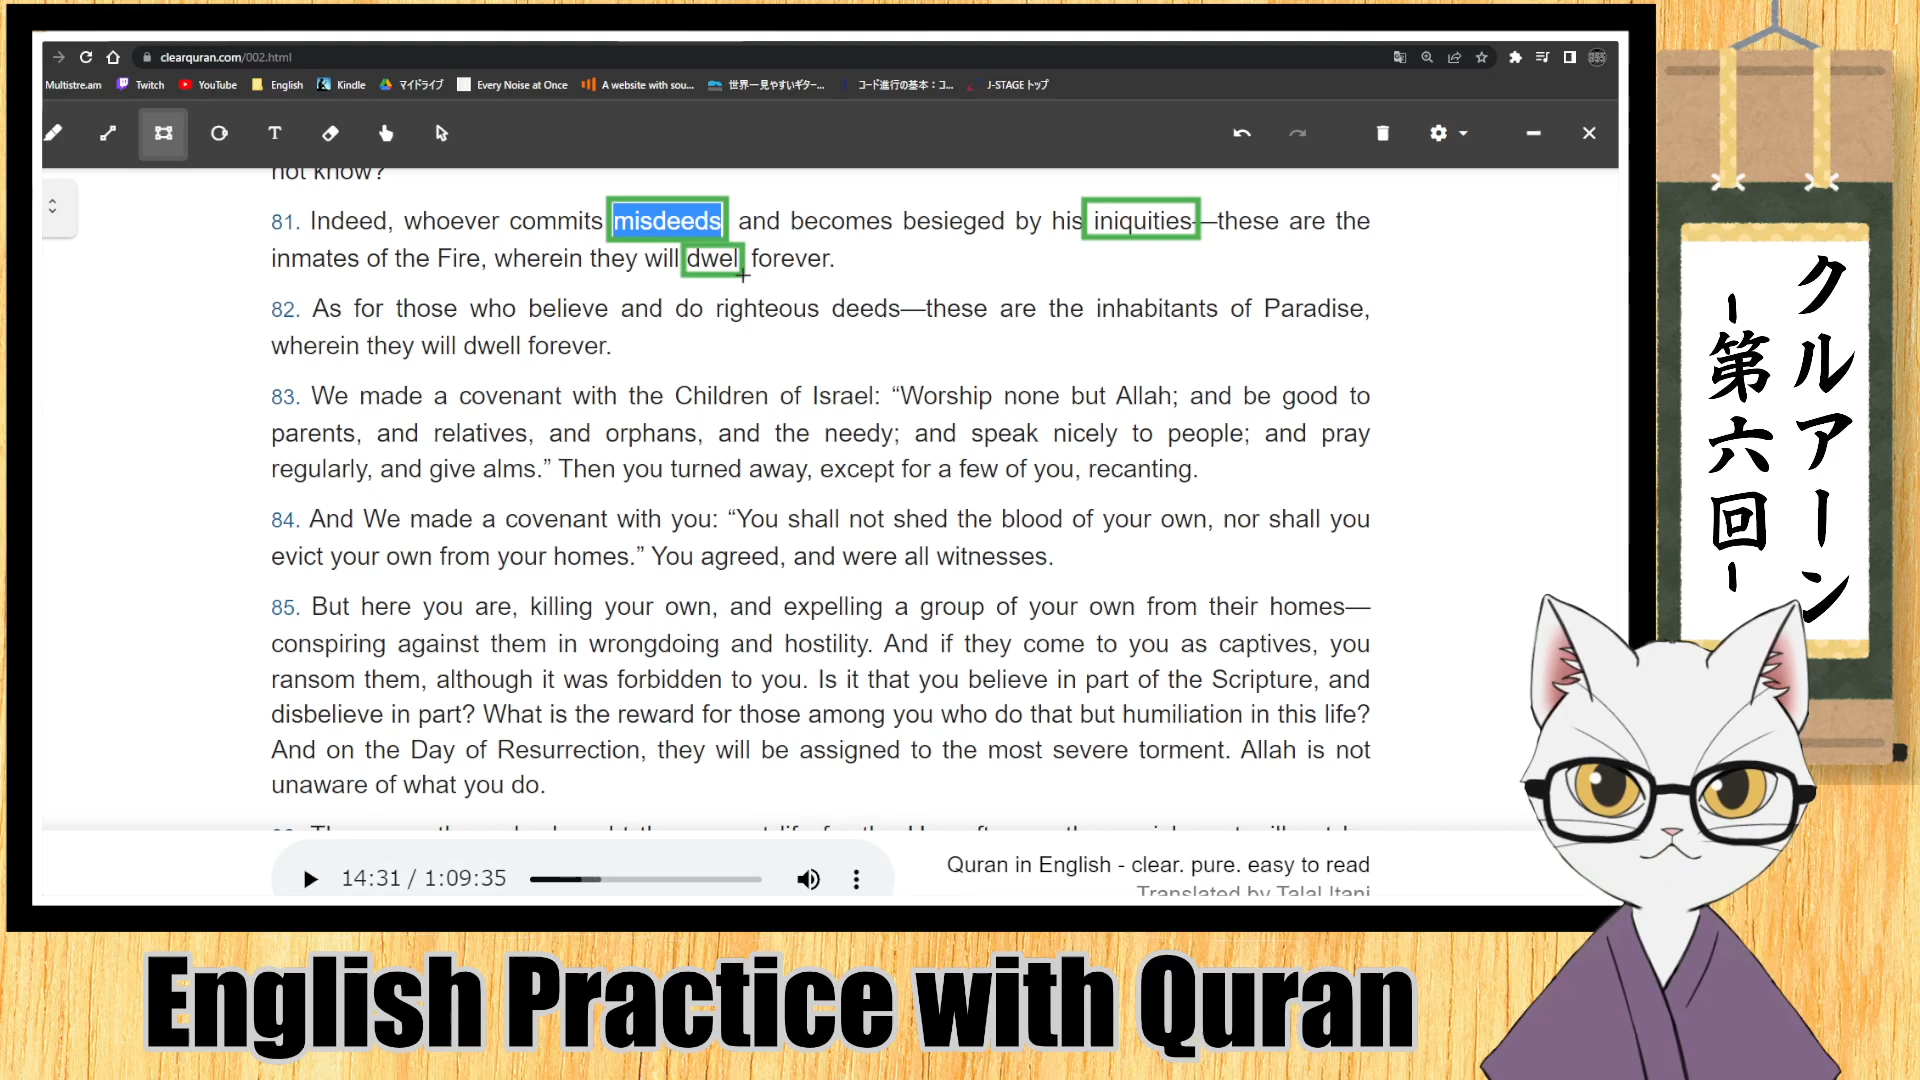 clearquran.com/002.html
Multistre.am Twitch YouTube English Kindle マイドライブ Every Noise at Once A website with sou... 世界一見やすいギター... コード進行の基本：コ... J-STAGE トップ
T
not know?
81. Indeed, whoever commits misdeeds and becomes besieged by his iniquities—these are the
inmates of the Fire, wherein they will dwell forever.
82. As for those who believe and do righteous deeds—these are the inhabitants of Paradise,
wherein they will dwell forever.
83. We made a covenant with the Children of Israel: “Worship none but Allah; and be good to
parents, and relatives, and orphans, and the needy; and speak nicely to people; and pray
regularly, and give alms.” Then you turned away, except for a few of you, recanting.
84. And We made a covenant with you: “You shall not shed the blood of your own, nor shall you
evict your own from your homes.” You agreed, and were all witnesses.
85. But here you are, killing your own, and expelling a group of your own from their homes—
conspiring against them in wrongdoing and hostility. And if they come to you as captives, you
ransom them, although it was forbidden to you. Is it that you believe in part of the Scripture, and
disbelieve in part? What is the reward for those among you who do that but humiliation in this life?
And on the Day of Resurrection, they will be assigned to the most severe torment. Allah is not
unaware of what you do.
14:31 / 1:09:35
Quran in English - clear. pure. easy to read
Translated by Talal Itani
クルアーン
-第六回-
English Practice with Quran